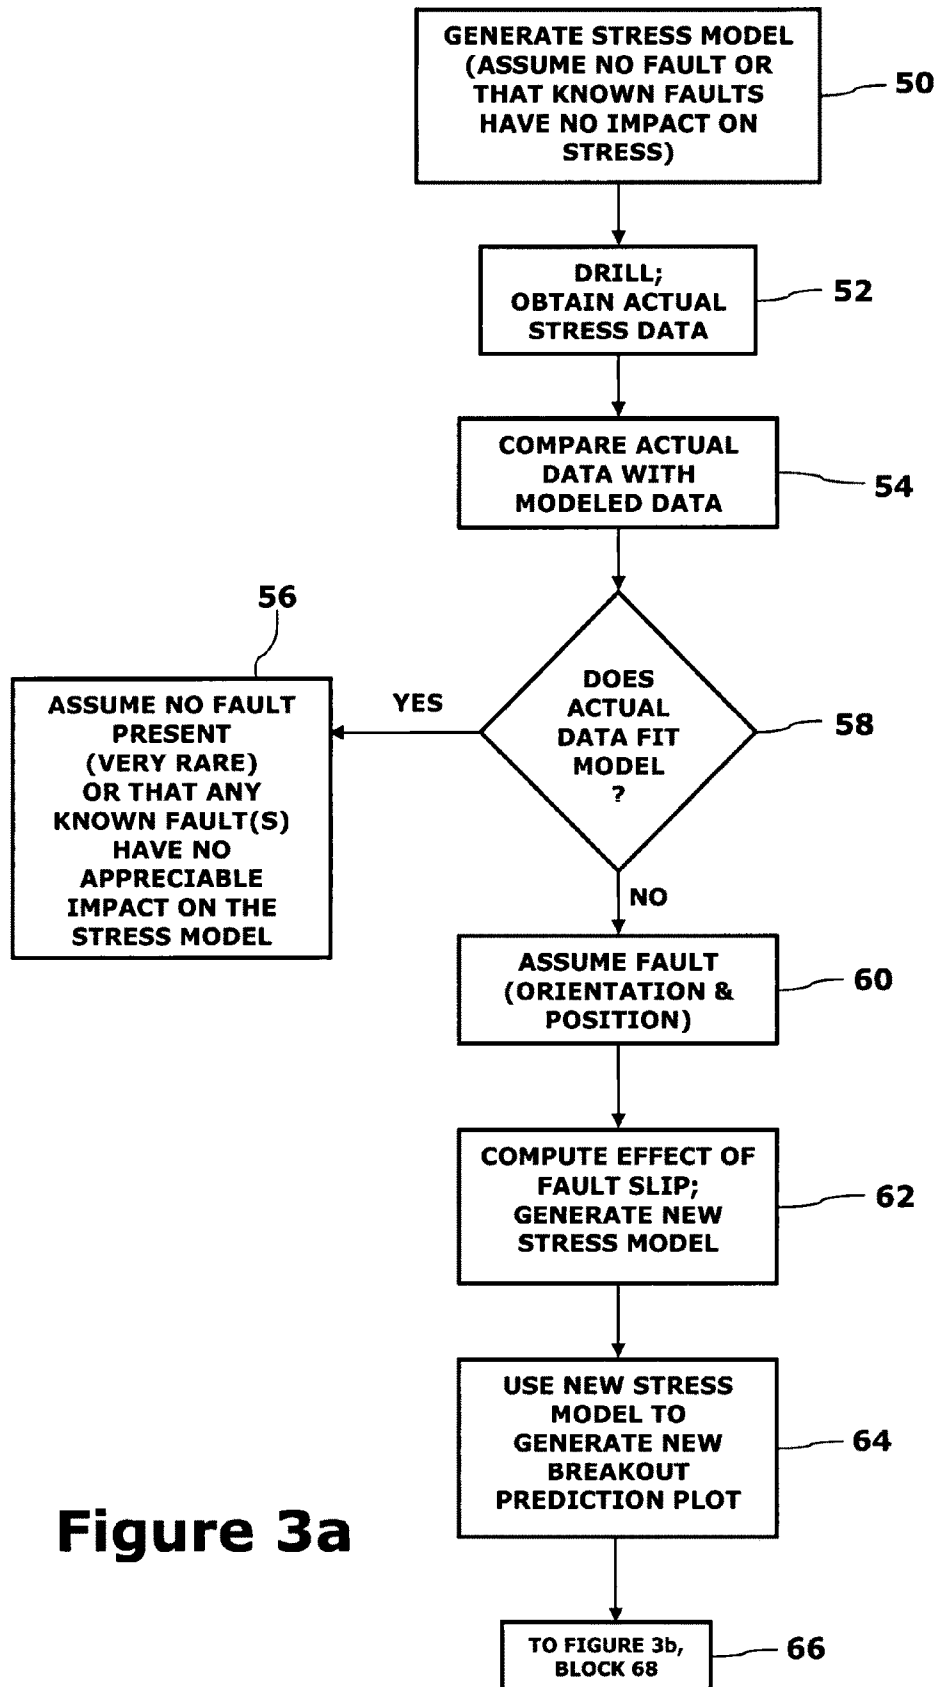 GENERATE STRESS MODEL
(ASSUME NO FAULT OR
THAT KNOWN FAULTS
HAVE NO IMPACT ON
STRESS)
50
DRILL;
OBTAIN ACTUAL
STRESS DATA
52
COMPARE ACTUAL
DATA WITH
MODELED DATA
54
DOES
ACTUAL
DATA FIT
MODEL
?
58
YES
56
ASSUME NO FAULT
PRESENT
(VERY RARE)
OR THAT ANY
KNOWN FAULT(S)
HAVE NO
APPRECIABLE
IMPACT ON THE
STRESS MODEL
NO
ASSUME FAULT
(ORIENTATION &
POSITION)
60
COMPUTE EFFECT OF
FAULT SLIP;
GENERATE NEW
STRESS MODEL
62
USE NEW STRESS
MODEL TO
GENERATE NEW
BREAKOUT
PREDICTION PLOT
64
TO FIGURE 3b,
BLOCK 68
66
Figure 3a